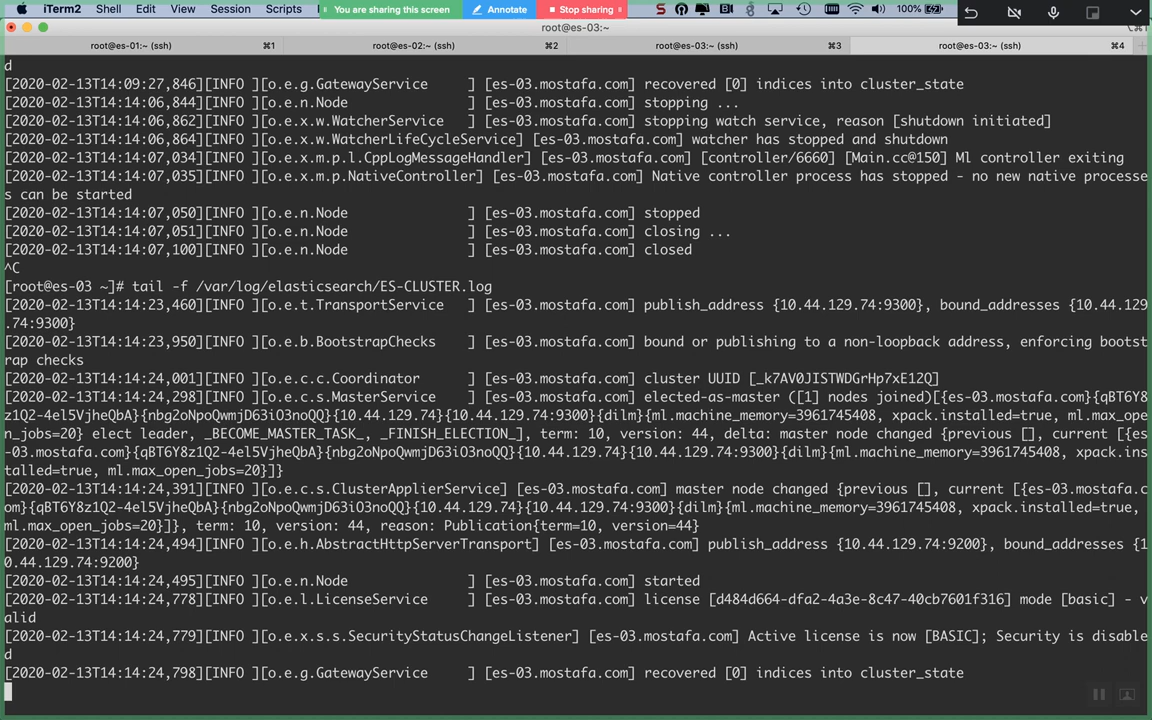 iTerm2 Shell Edit View Session Scripts You are sharing this screen Annotate Stop sharing 100%
root@es-03:~
root@es-01:~ (ssh) ⌘1 root@es-02:~ (ssh) ⌘2 root@es-03:~ (ssh) ⌘3 root@es-03:~ (ssh) ⌘4
d
[2020-02-13T14:09:27,846][INFO ][o.e.g.GatewayService     ] [es-03.mostafa.com] recovered [0] indices into cluster_state
[2020-02-13T14:14:06,844][INFO ][o.e.n.Node               ] [es-03.mostafa.com] stopping ...
[2020-02-13T14:14:06,862][INFO ][o.e.x.w.WatcherService   ] [es-03.mostafa.com] stopping watch service, reason [shutdown initiated]
[2020-02-13T14:14:06,864][INFO ][o.e.x.w.WatcherLifeCycleService] [es-03.mostafa.com] watcher has stopped and shutdown
[2020-02-13T14:14:07,034][INFO ][o.e.x.m.p.l.CppLogMessageHandler] [es-03.mostafa.com] [controller/6660] [Main.cc@150] Ml controller exiting
[2020-02-13T14:14:07,035][INFO ][o.e.x.m.p.NativeController] [es-03.mostafa.com] Native controller process has stopped - no new native processe
s can be started
[2020-02-13T14:14:07,050][INFO ][o.e.n.Node               ] [es-03.mostafa.com] stopped
[2020-02-13T14:14:07,051][INFO ][o.e.n.Node               ] [es-03.mostafa.com] closing ...
[2020-02-13T14:14:07,100][INFO ][o.e.n.Node               ] [es-03.mostafa.com] closed
^C
[root@es-03 ~]# tail -f /var/log/elasticsearch/ES-CLUSTER.log
[2020-02-13T14:14:23,460][INFO ][o.e.t.TransportService   ] [es-03.mostafa.com] publish_address {10.44.129.74:9300}, bound_addresses {10.44.129
.74:9300}
[2020-02-13T14:14:23,950][INFO ][o.e.b.BootstrapChecks    ] [es-03.mostafa.com] bound or publishing to a non-loopback address, enforcing bootst
rap checks
[2020-02-13T14:14:24,001][INFO ][o.e.c.c.Coordinator      ] [es-03.mostafa.com] cluster UUID [_k7AV0JISTWDGrHp7xE12Q]
[2020-02-13T14:14:24,298][INFO ][o.e.c.s.MasterService    ] [es-03.mostafa.com] elected-as-master ([1] nodes joined)[{es-03.mostafa.com}{qBT6Y8
z1Q2-4el5VjheQbA}{nbg2oNpoQwmjD63iO3noQQ}{10.44.129.74}{10.44.129.74:9300}{dilm}{ml.machine_memory=3961745408, xpack.installed=true, ml.max_ope
n_jobs=20} elect leader, _BECOME_MASTER_TASK_, _FINISH_ELECTION_], term: 10, version: 44, delta: master node changed {previous [], current [{es
-03.mostafa.com}{qBT6Y8z1Q2-4el5VjheQbA}{nbg2oNpoQwmjD63iO3noQQ}{10.44.129.74}{10.44.129.74:9300}{dilm}{ml.machine_memory=3961745408, xpack.ins
talled=true, ml.max_open_jobs=20}]}
[2020-02-13T14:14:24,391][INFO ][o.e.c.s.ClusterApplierService] [es-03.mostafa.com] master node changed {previous [], current [{es-03.mostafa.c
om}{qBT6Y8z1Q2-4el5VjheQbA}{nbg2oNpoQwmjD63iO3noQQ}{10.44.129.74}{10.44.129.74:9300}{dilm}{ml.machine_memory=3961745408, xpack.installed=true,
ml.max_open_jobs=20}]}, term: 10, version: 44, reason: Publication{term=10, version=44}
[2020-02-13T14:14:24,494][INFO ][o.e.h.AbstractHttpServerTransport] [es-03.mostafa.com] publish_address {10.44.129.74:9200}, bound_addresses {1
0.44.129.74:9200}
[2020-02-13T14:14:24,495][INFO ][o.e.n.Node               ] [es-03.mostafa.com] started
[2020-02-13T14:14:24,778][INFO ][o.e.l.LicenseService     ] [es-03.mostafa.com] license [d484d664-dfa2-4a3e-8c47-40cb7601f316] mode [basic] - v
alid
[2020-02-13T14:14:24,779][INFO ][o.e.x.s.s.SecurityStatusChangeListener] [es-03.mostafa.com] Active license is now [BASIC]; Security is disable
d
[2020-02-13T14:14:24,798][INFO ][o.e.g.GatewayService     ] [es-03.mostafa.com] recovered [0] indices into cluster_state